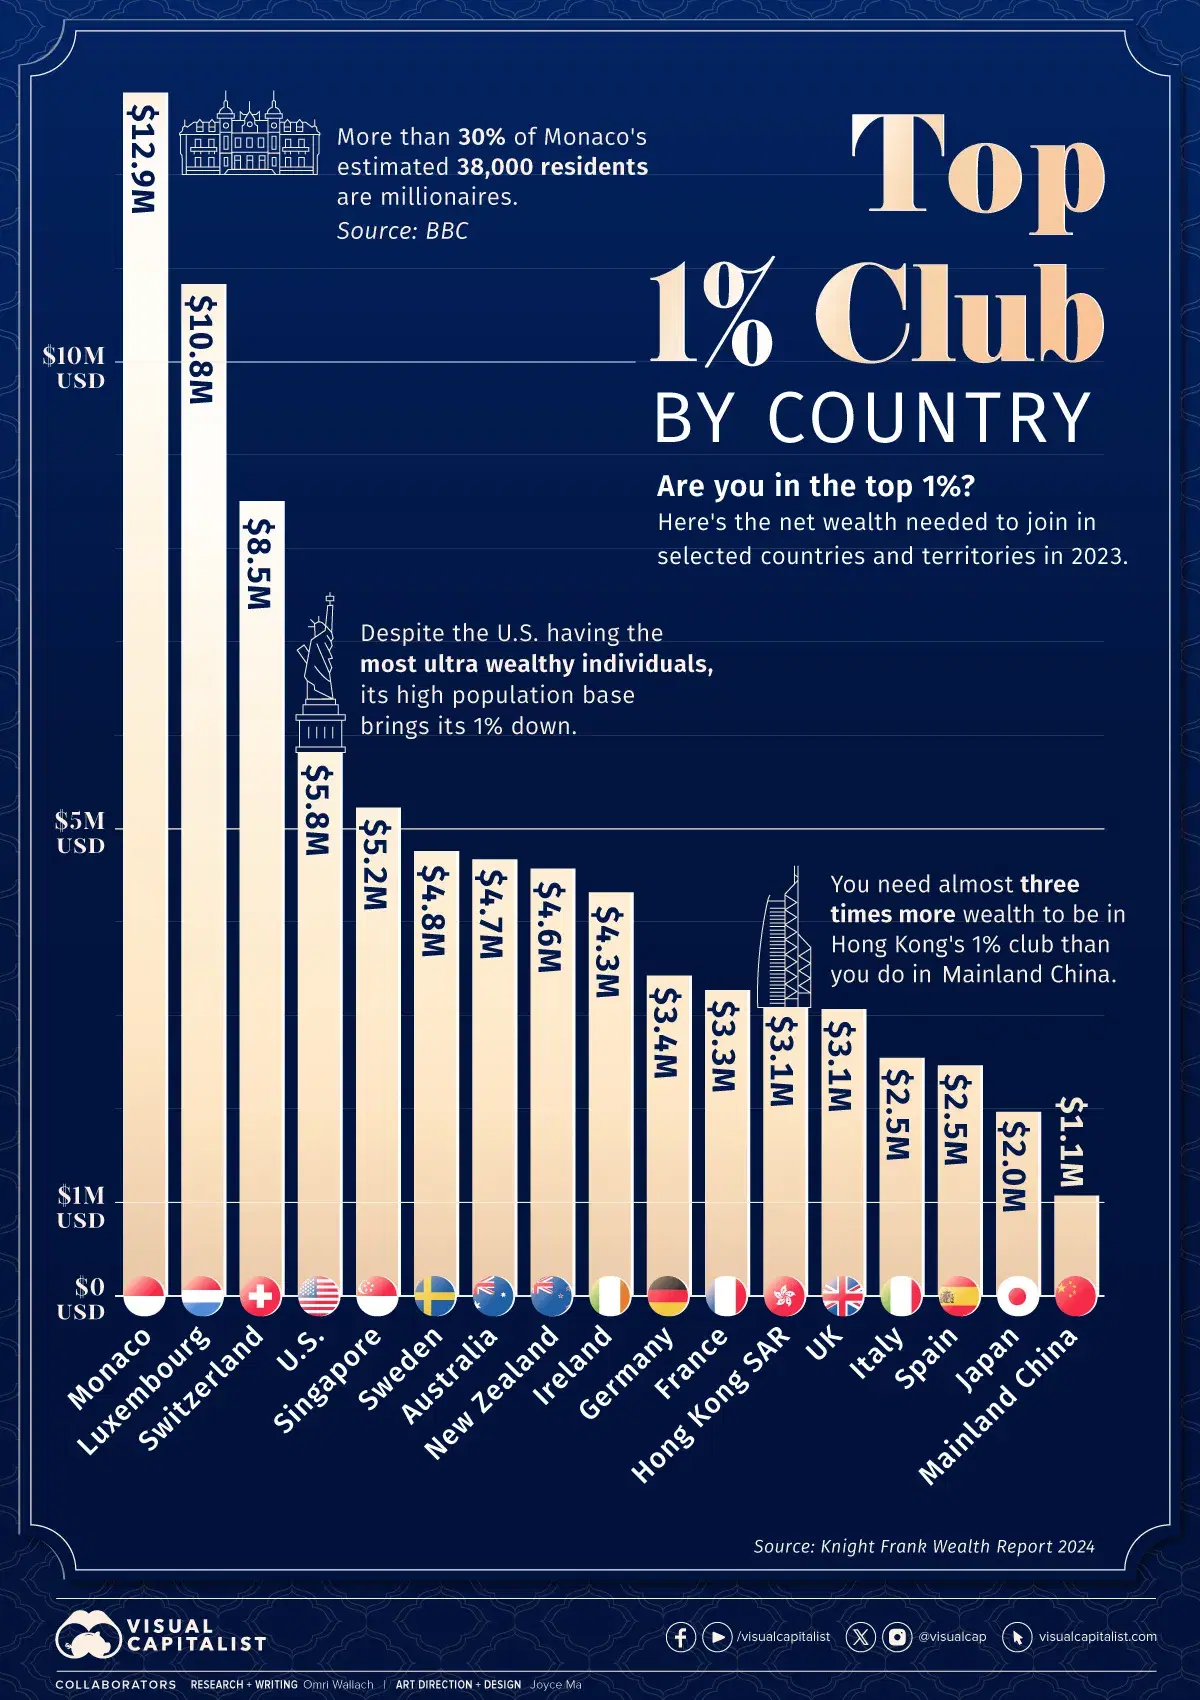 Top
1% Club
BY COUNTRY
Are you in the top 1%?
Here's the net wealth needed to join in
selected countries and territories in 2023.
More than 30% of Monaco's
estimated 38,000 residents
are millionaires.
Source: BBC
Despite the U.S. having the
most ultra wealthy individuals,
its high population base
brings its 1% down.
You need almost three
times more wealth to be in
Hong Kong's 1% club than
you do in Mainland China.
$10M
USD
$5M
USD
$1M
USD
$0
USD
$12.9M
$10.8M
$8.5M
$5.8M
$5.2M
$4.8M
$4.7M
$4.6M
$4.3M
$3.4M
$3.3M
$3.1M
$3.1M
$2.5M
$2.5M
$2.0M
$1.1M
Monaco
Luxembourg
Switzerland
U.S.
Singapore
Sweden
Australia
New Zealand
Ireland
Germany
France
Hong Kong SAR
UK
Italy
Spain
Japan
Mainland China
Source: Knight Frank Wealth Report 2024
VISUAL
CAPITALIST
/visualcapitalist
@visualcap
visualcapitalist.com
COLLABORATORS RESEARCH + WRITING Omri Wallach | ART DIRECTION + DESIGN Joyce Ma